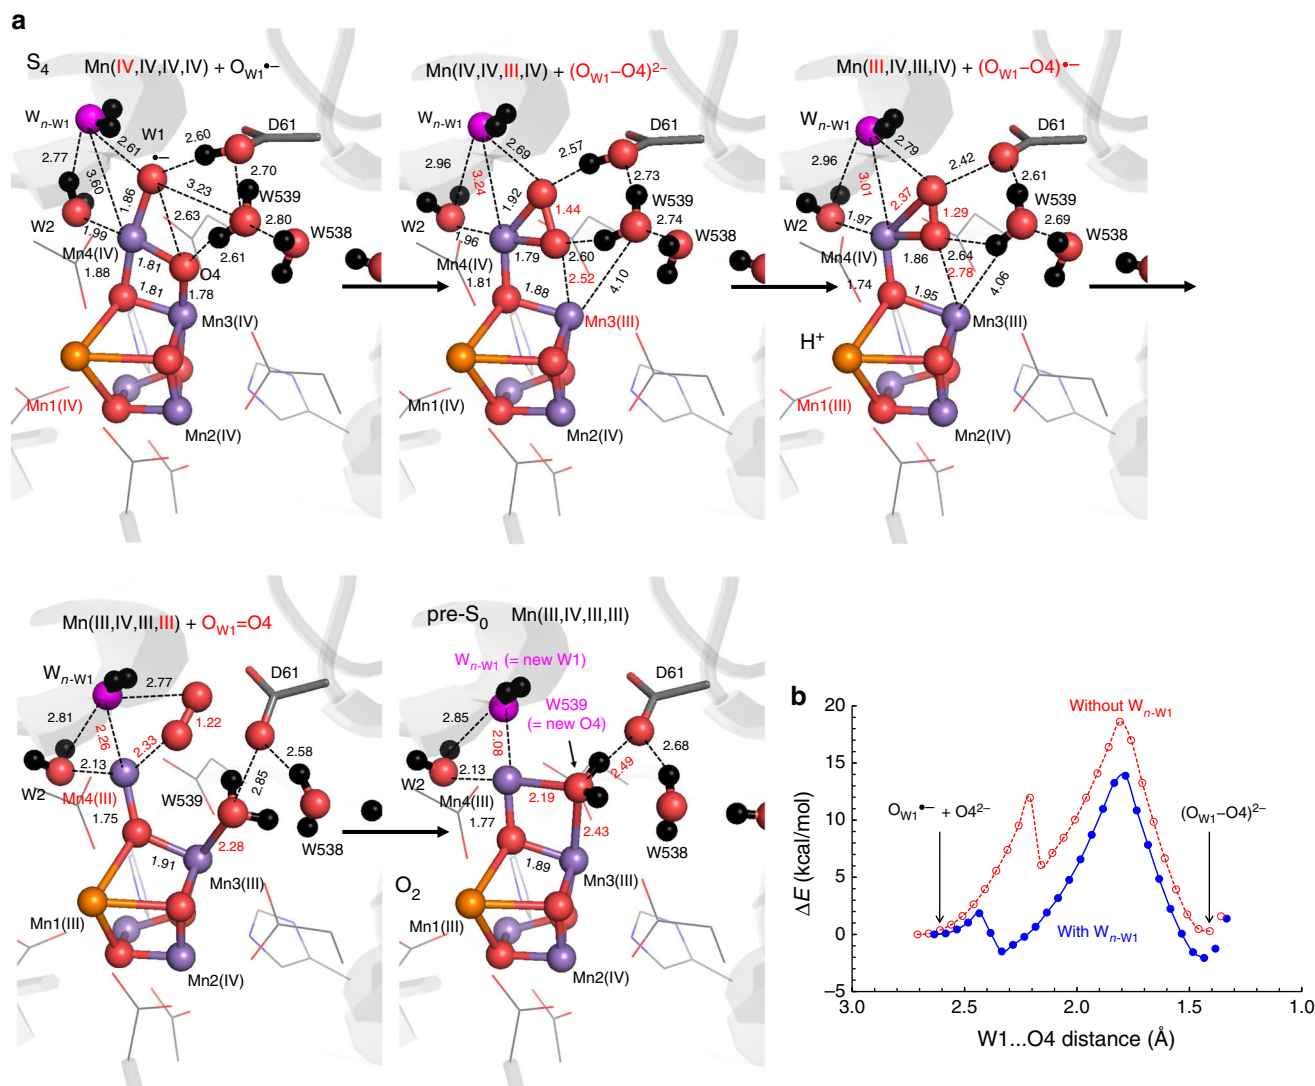 a
S4 Mn(IV,IV,IV,IV) + OW1•–
Wn-W1
W1
•–
2.60
D61
2.61
2.77
3.60
2.70
1.86
3.23
W539
W2
2.63
2.80
1.99
W538
Mn4(IV)
1.81
2.61
1.88
O4
1.81
1.78
Mn3(IV)
Mn1(IV)
Mn2(IV)
Mn(IV,IV,III,IV) + (OW1–O4)2–
Wn-W1
D61
2.69
2.57
2.96
3.24
2.73
1.92
W539
1.44
2.74
W2
W538
1.96
Mn4(IV)
1.79
2.60
1.81
2.52
4.10
1.88
Mn3(III)
Mn1(IV)
Mn2(IV)
Mn(III,IV,III,IV) + (OW1–O4)•–
Wn-W1
D61
2.79
2.42
2.96
3.01
2.61
2.37
W539
1.29
2.69
W2
1.97
W538
Mn4(IV)
1.86
2.64
2.78
1.74
4.06
1.95
Mn3(III)
H+
Mn1(III)
Mn2(IV)
Mn(III,IV,III,III) + OW1=O4
Wn-W1
D61
2.77
2.81
2.26
1.22
2.33
2.58
2.13
2.85
W2
Mn4(III)
W539
1.75
W538
1.91
2.28
Mn3(III)
Mn1(III)
Mn2(IV)
O2
pre-S0 Mn(III,IV,III,III)
Wn-W1 (= new W1)
D61
W539
(= new O4)
2.85
2.08
2.68
2.49
W2
2.13
Mn4(III)
2.19
1.77
2.43
W538
1.89
Mn3(III)
Mn1(III)
Mn2(IV)
b
20
15
10
5
0
–5
ΔE (kcal/mol)
Without Wn-W1
OW1•– + O42–
(OW1–O4)2–
With Wn-W1
3.0 2.5 2.0 1.5 1.0
W1...O4 distance (Å)